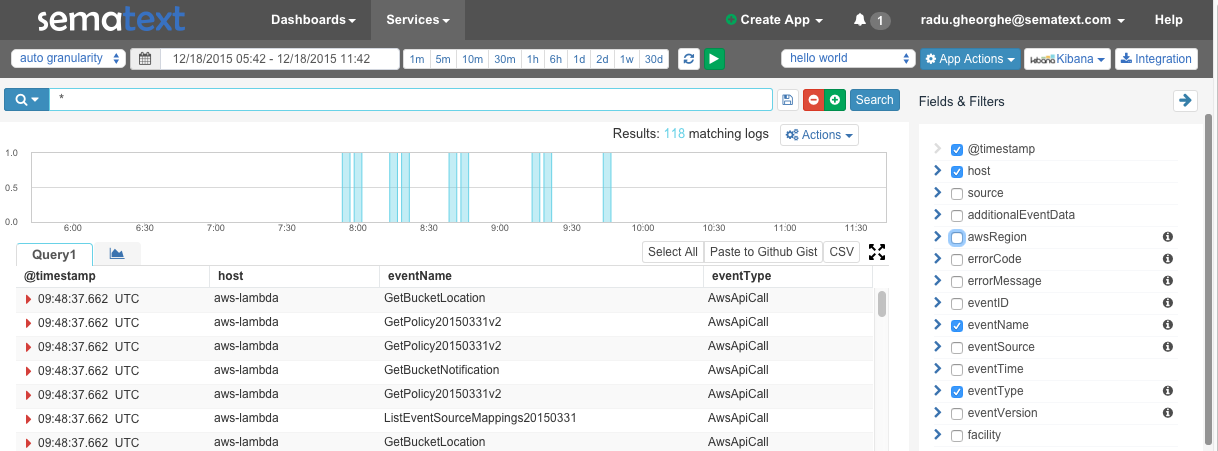 sematext Dashboards Services Create App 1 radu.gheorghe@sematext.com Help
auto granularity 12/18/2015 05:42 - 12/18/2015 11:42 1m 5m 10m 30m 1h 6h 1d 2d 1w 30d hello world App Actions kibana Kibana Integration
* Search Fields & Filters
Results: 118 matching logs Actions
1.0
0.5
0.0
6:00 6:30 7:00 7:30 8:00 8:30 9:00 9:30 10:00 10:30 11:00 11:30
Query1 Select All Paste to Github Gist CSV
@timestamp host eventName eventType
09:48:37.662 UTC aws-lambda GetBucketLocation AwsApiCall
09:48:37.662 UTC aws-lambda GetPolicy20150331v2 AwsApiCall
09:48:37.662 UTC aws-lambda GetPolicy20150331v2 AwsApiCall
09:48:37.662 UTC aws-lambda GetBucketNotification AwsApiCall
09:48:37.662 UTC aws-lambda GetPolicy20150331v2 AwsApiCall
09:48:37.662 UTC aws-lambda ListEventSourceMappings20150331 AwsApiCall
09:48:37.662 UTC aws-lambda GetBucketLocation AwsApiCall
@timestamp
host
source
additionalEventData
awsRegion
errorCode
errorMessage
eventID
eventName
eventSource
eventTime
eventType
eventVersion
facility